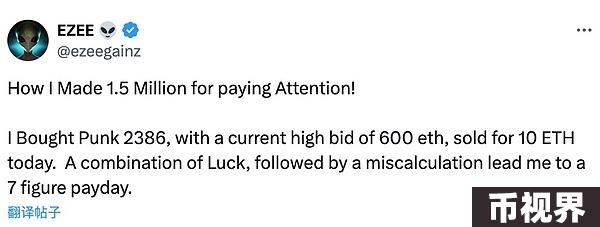 EZEE 👽
@ezeegainz
How I Made 1.5 Million for paying Attention!
I Bought Punk 2386, with a current high bid of 600 eth, sold for 10 ETH
today. A combination of Luck, followed by a miscalculation lead me to a
7 figure payday.
翻译帖子
币视界